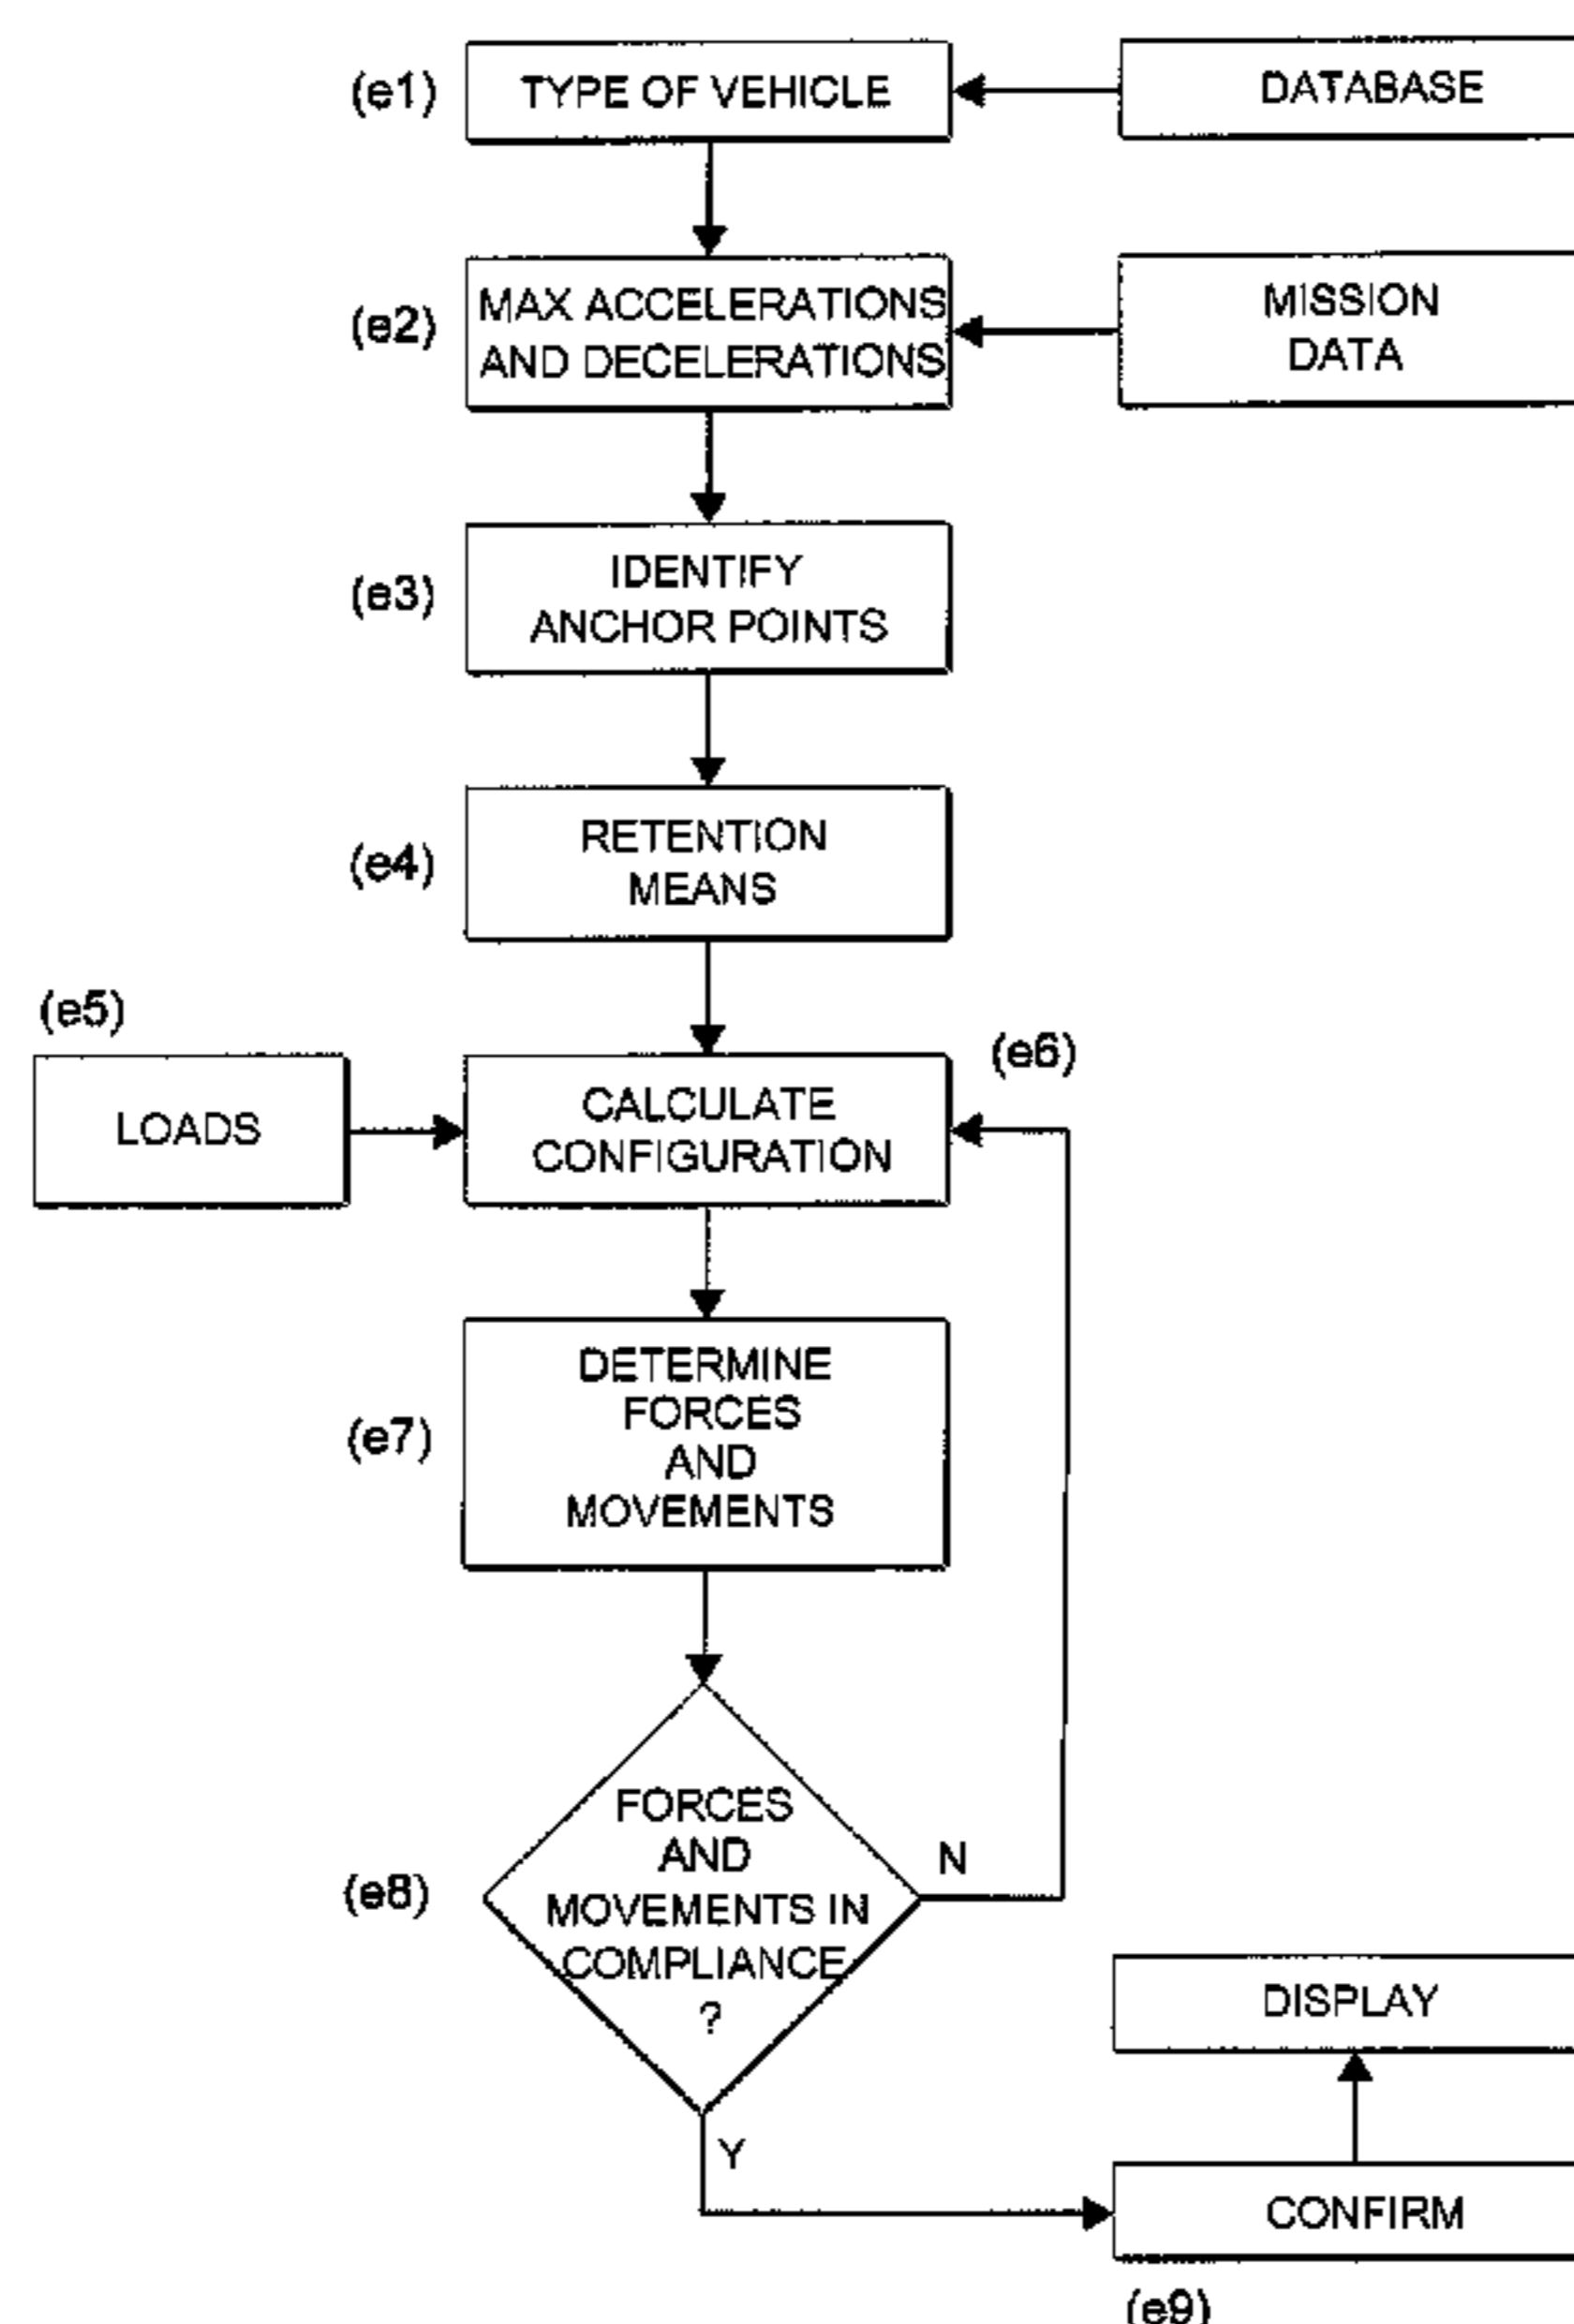 (e1)
TYPE OF VEHICLE
DATABASE
(e2)
MAX ACCELERATIONS
AND DECELERATIONS
MISSION
DATA
(e3)
IDENTIFY
ANCHOR POINTS
(e4)
RETENTION
MEANS
(e5)
LOADS
CALCULATE
CONFIGURATION
(e6)
(e7)
DETERMINE
FORCES
AND
MOVEMENTS
(e8)
FORCES
AND
MOVEMENTS IN
COMPLIANCE
?
N
Y
DISPLAY
CONFIRM
(e9)